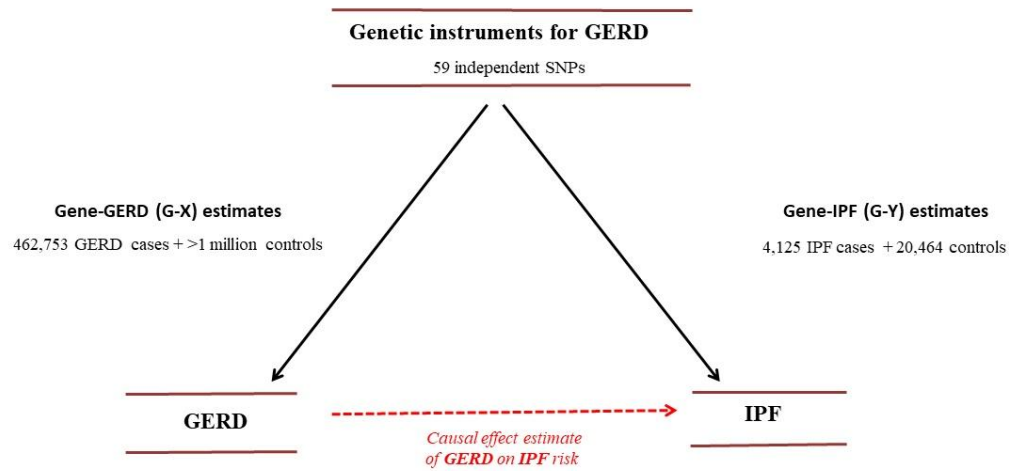 Genetic instruments for GERD
59 independent SNPs
Gene-GERD (G-X) estimates
462,753 GERD cases + >1 million controls
Gene-IPF (G-Y) estimates
4,125 IPF cases + 20,464 controls
GERD
IPF
Causal effect estimate
of GERD on IPF risk